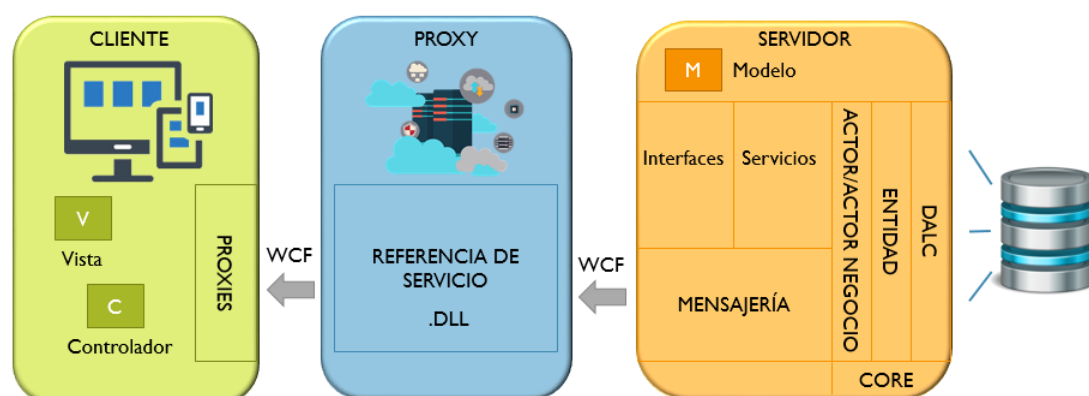 CLIENTE
V
Vista
C
Controlador
PROXIES
WCF
PROXY
REFERENCIA DE
SERVICIO
.DLL
WCF
SERVIDOR
M
Modelo
Interfaces
Servicios
MENSAJERÍA
ACTOR/ACTOR NEGOCIO
ENTIDAD
DALC
CORE